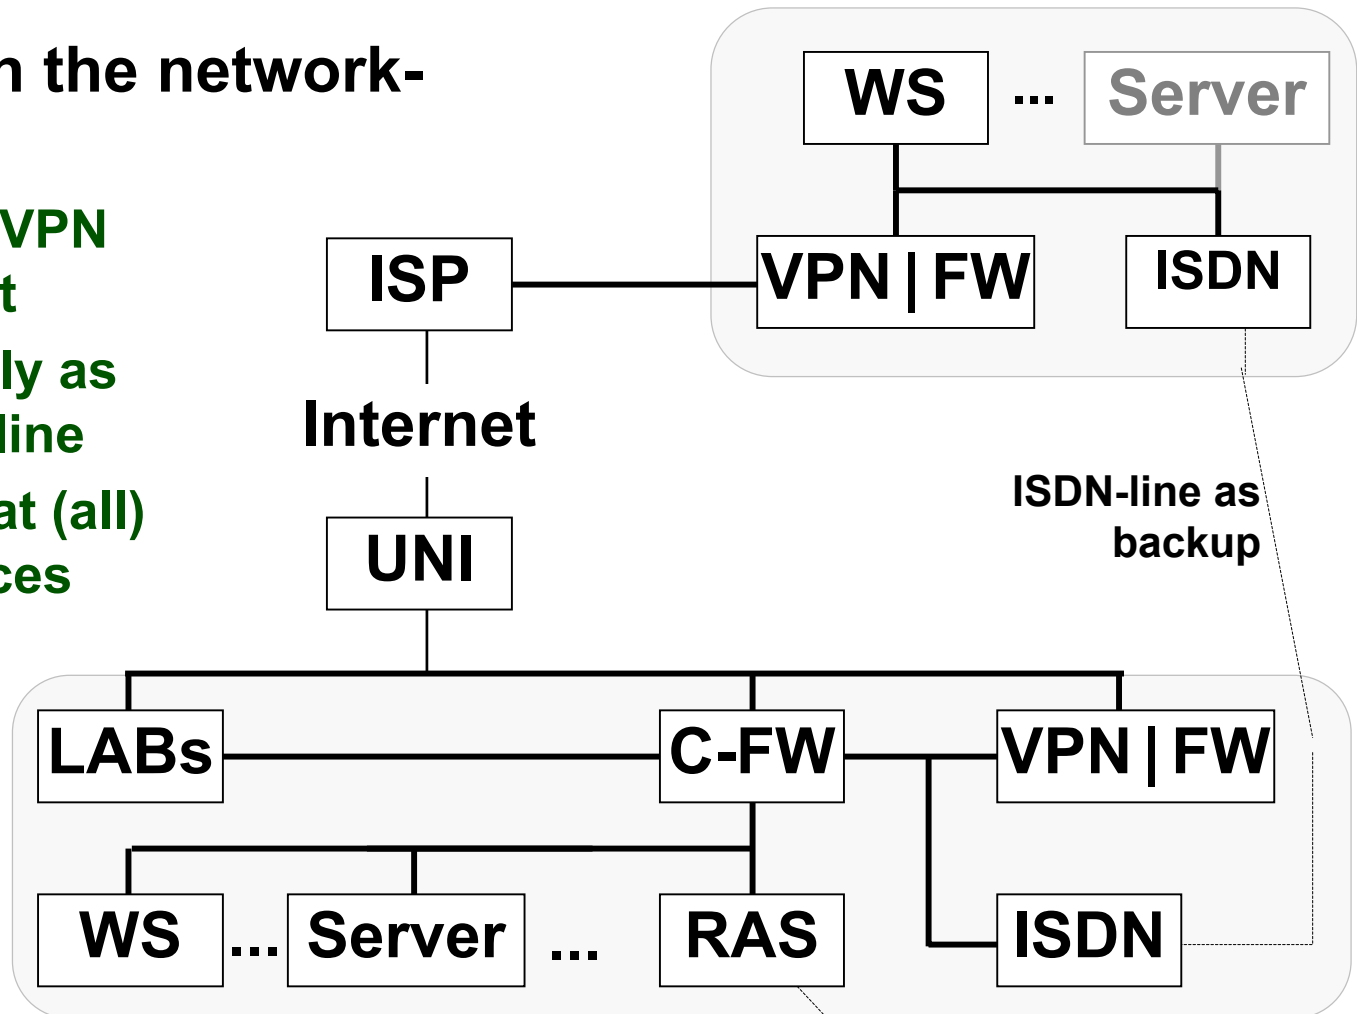 n the network-
VPN
t
ly as
line
at (all)
ces
WS ... Server
VPN | FW ISDN
ISP
Internet
UNI
ISDN-line as
backup
LABs C-FW VPN | FW
WS ... Server ... RAS ISDN